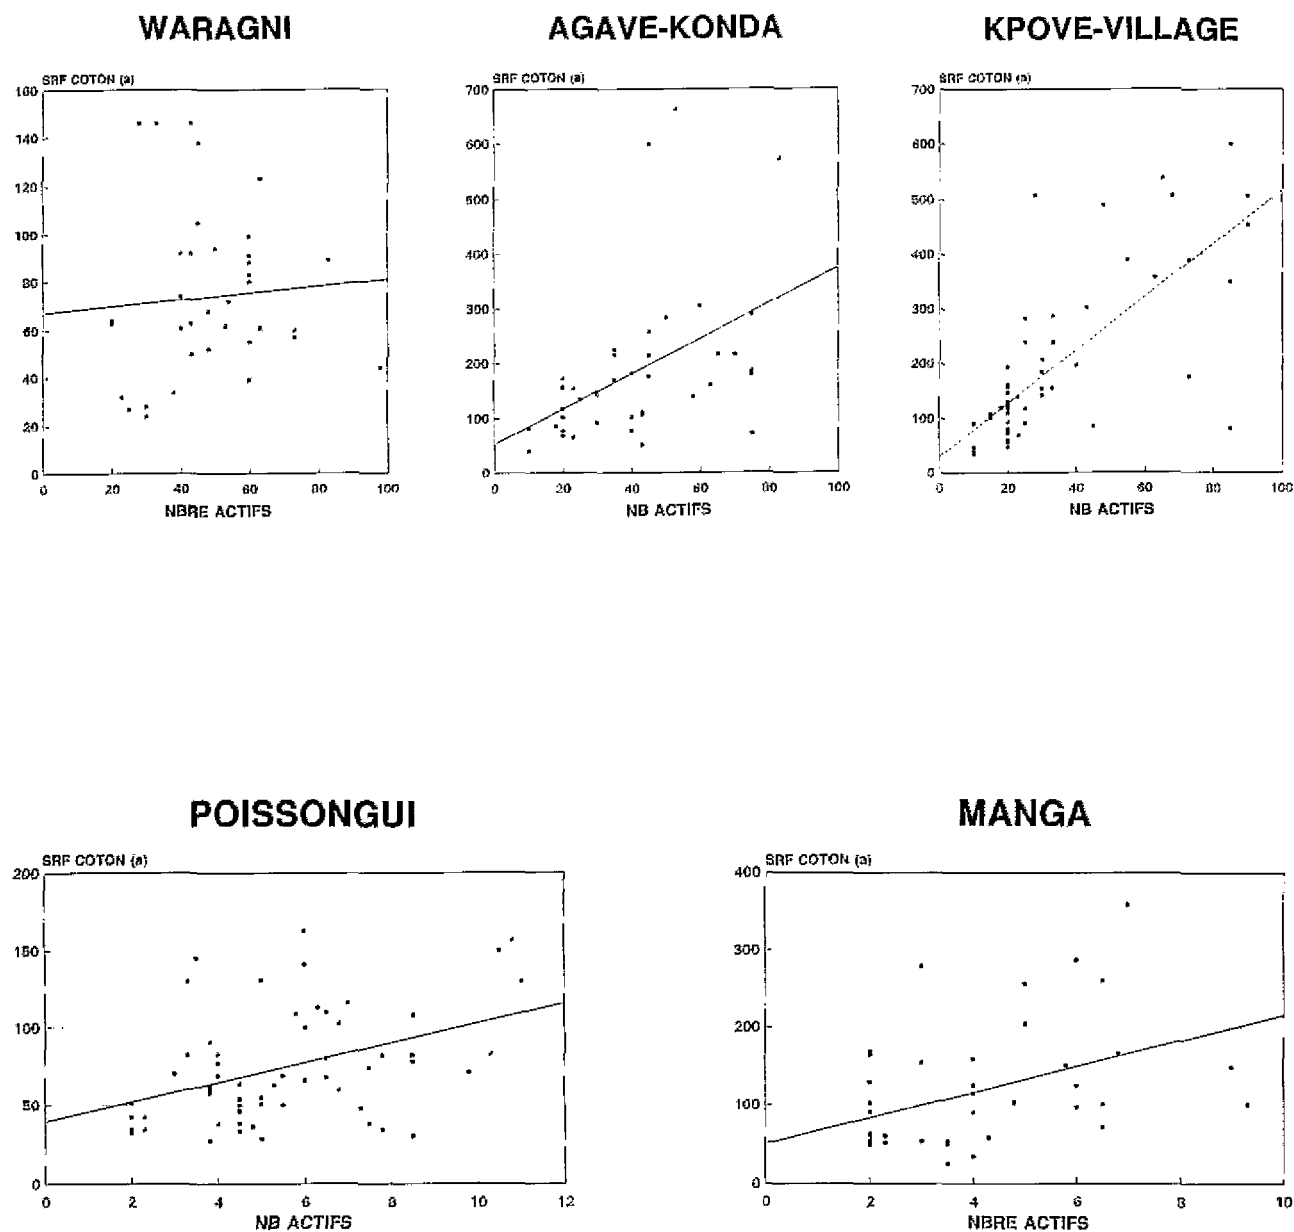 WARAGNI
SRF COTON (a)
160
140
120
100
80
60
40
20
0
0 20 40 60 80 100
NBRE ACTIFS
AGAVE-KONDA
SRF COTON (a)
700
600
500
400
300
200
100
0
0 20 40 60 80 100
NB ACTIFS
KPOVE-VILLAGE
SRF COTON (a)
700
600
500
400
300
200
100
0
0 20 40 60 80 100
NB ACTIFS
POISSONGUI
SRF COTON (a)
200
150
100
50
0
0 2 4 6 8 10 12
NB ACTIFS
MANGA
SRF COTON (a)
400
300
200
100
0
0 2 4 6 8 10
NBRE ACTIFS